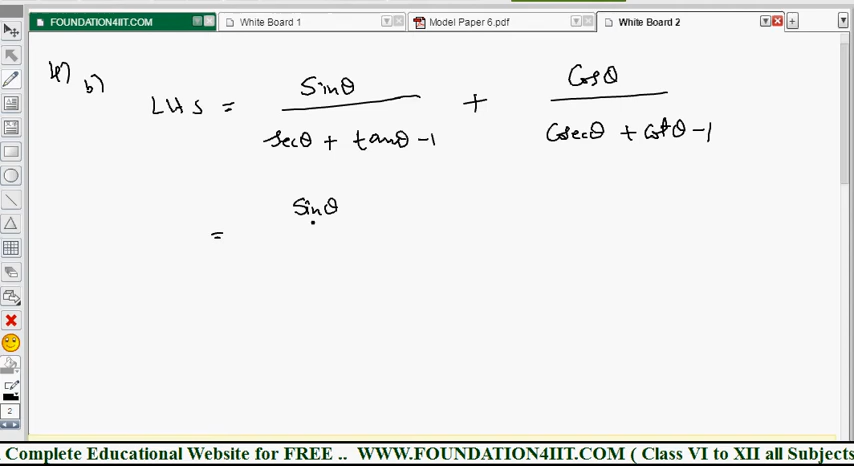 FOUNDATION4IIT.COM White Board 1 Model Paper 6.pdf White Board 2
b)
LHS = Sinθ / secθ + tanθ -1 + Cosθ / Cosecθ + cotθ -1
= Sinθ
2
Complete Educational Website for FREE .. WWW.FOUNDATION4IIT.COM ( Class VI to XII all Subjects